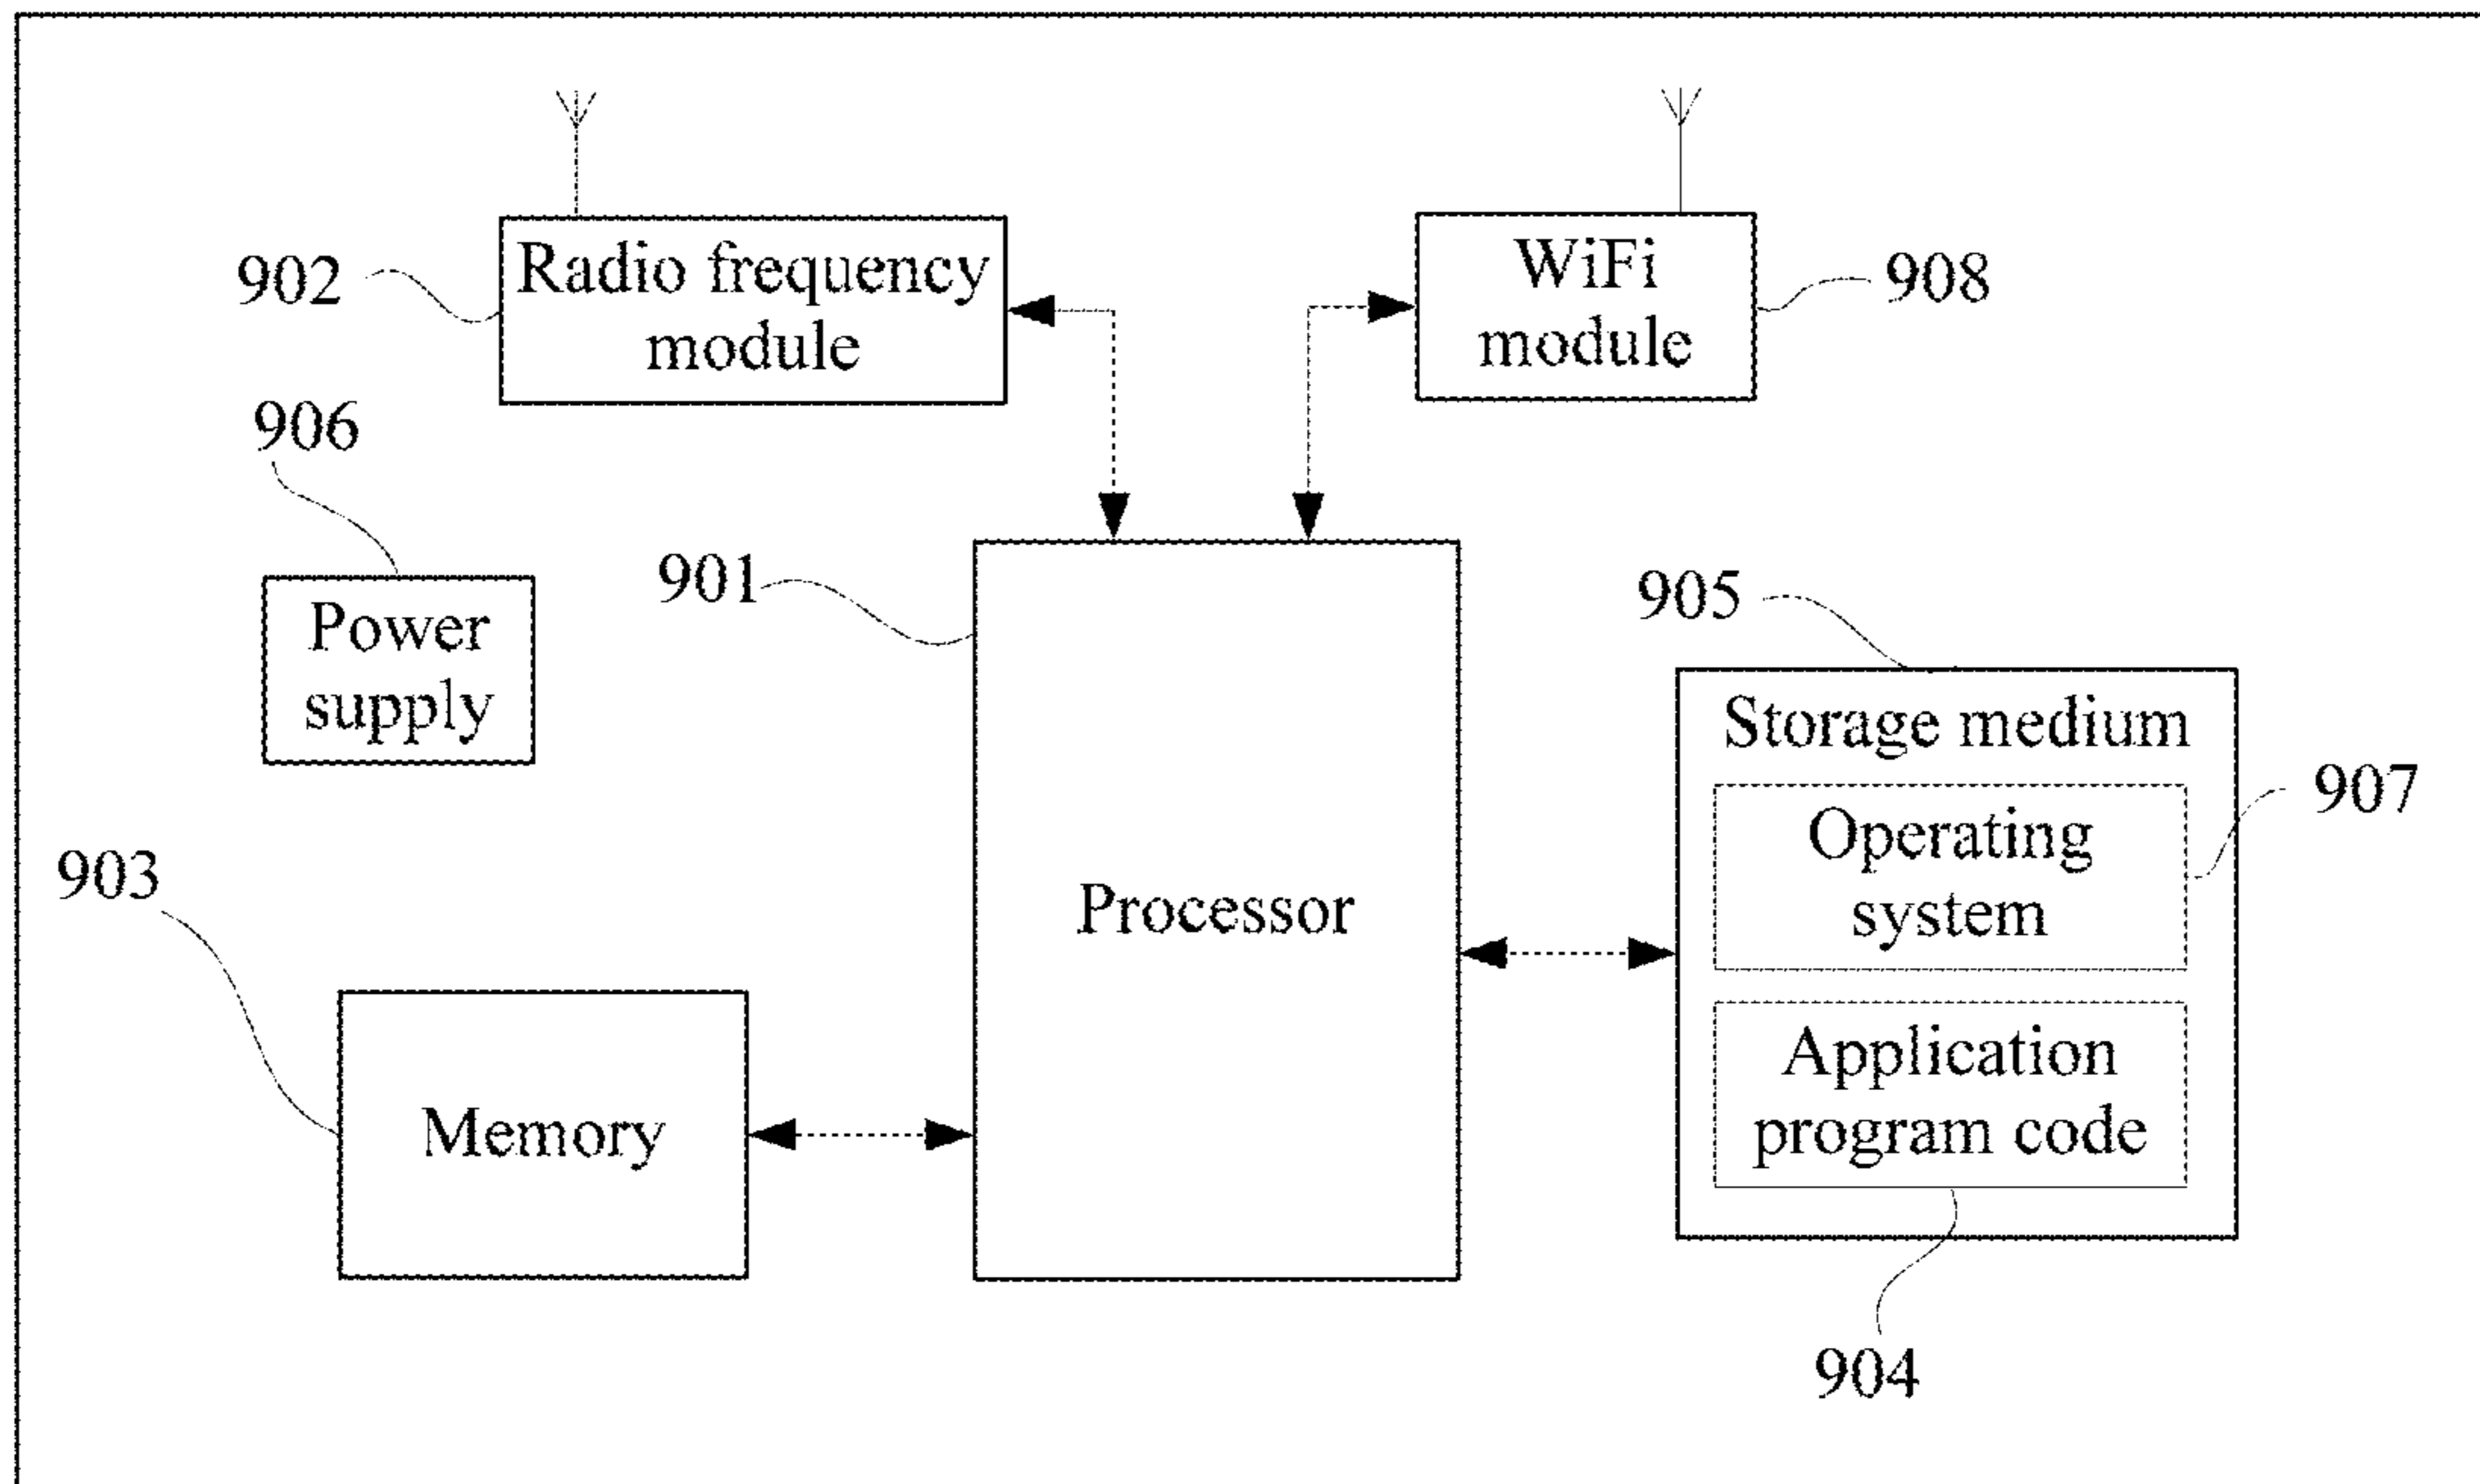 902
Radio frequency
module
WiFi
module
908
906
Power
supply
901
Processor
905
Storage medium
Operating
system
907
Application
program code
904
903
Memory